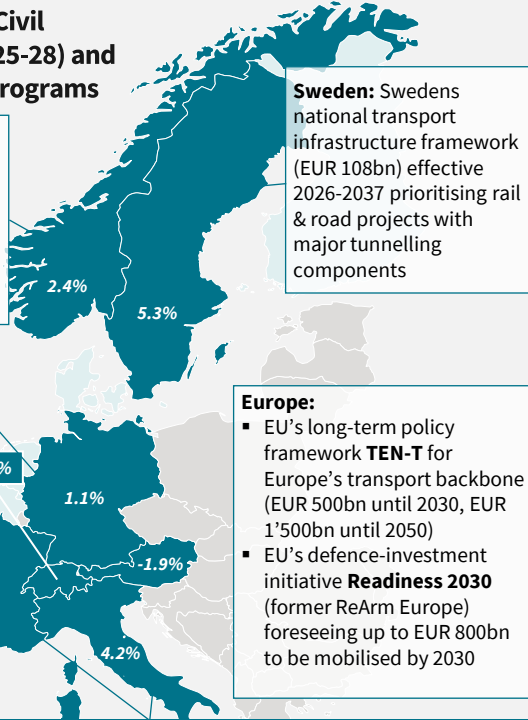 Civil
25-28) and
rograms
Sweden: Swedens
national transport
infrastructure framework
(EUR 108bn) effective
2026-2037 prioritising rail
& road projects with
major tunnelling
components
2.4%
5.3%
Europe:
▪ EU's long-term policy
framework TEN-T for
Europe's transport backbone
(EUR 500bn until 2030, EUR
1'500bn until 2050)
▪ EU's defence-investment
initiative Readiness 2030
(former ReArm Europe)
foreseeing up to EUR 800bn
to be mobilised by 2030
%
1.1%
-1.9%
4.2%